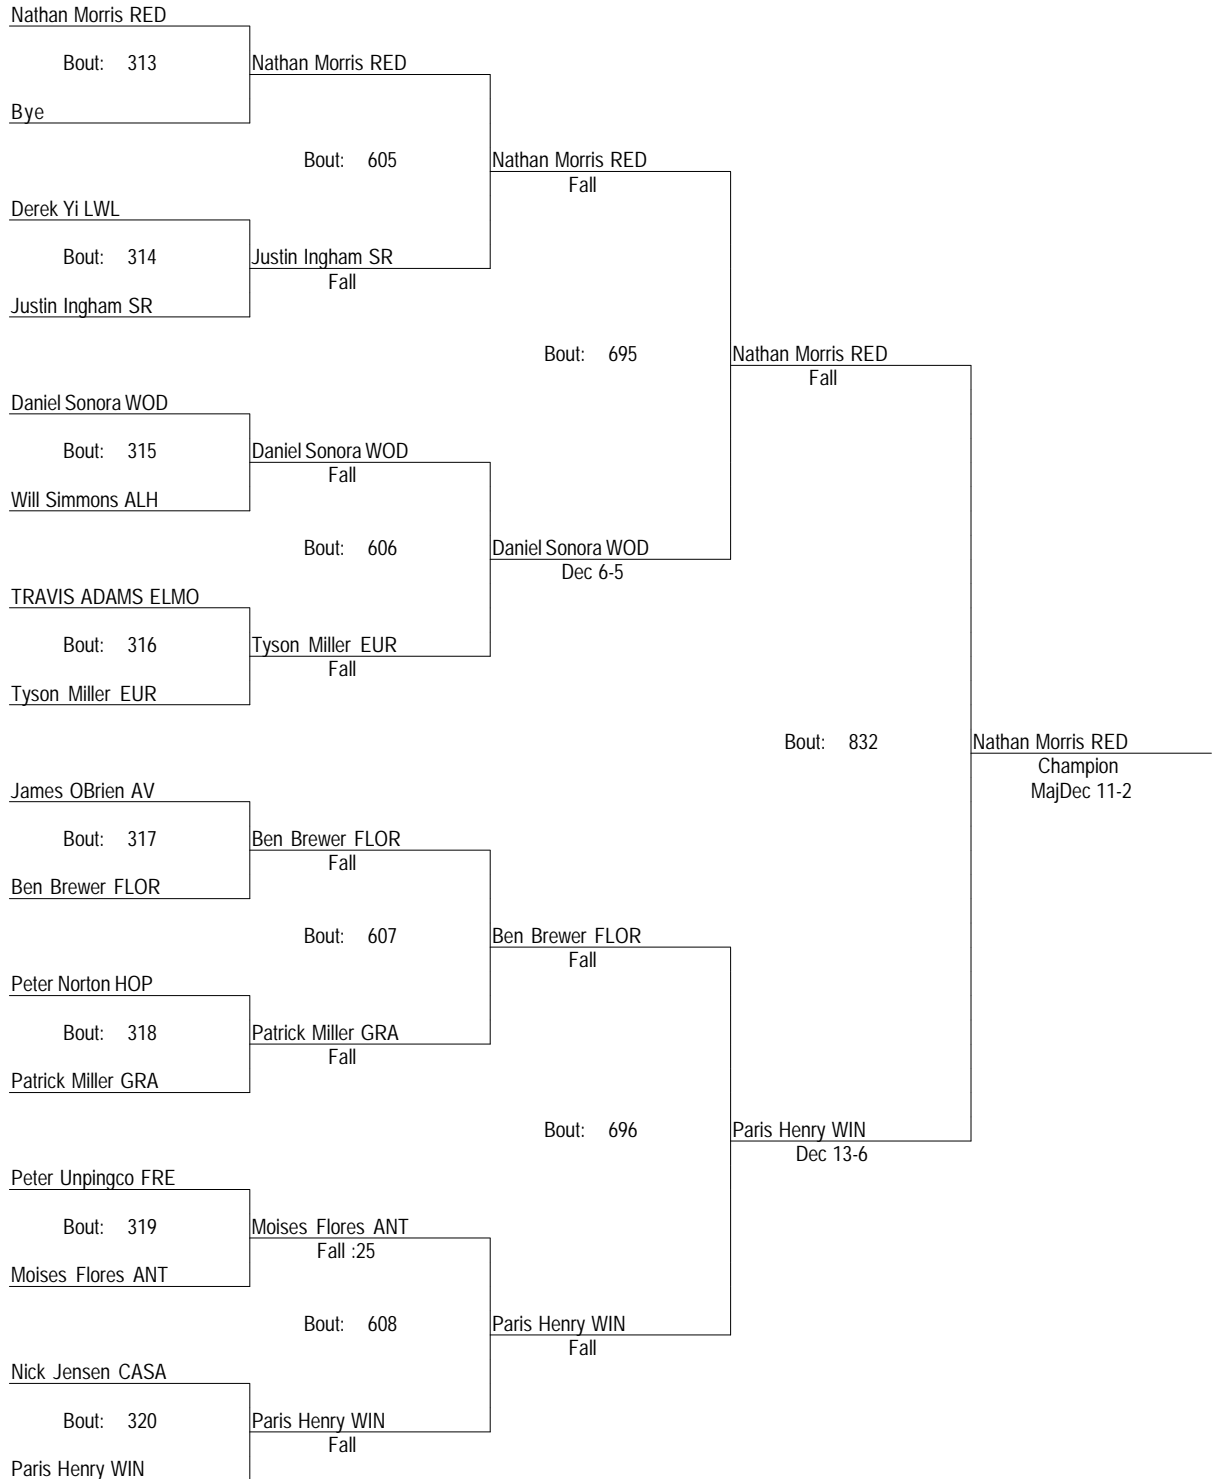 Nathan Morris RED
Bout: 313 Nathan Morris RED
Bye
Bout: 605 Nathan Morris RED
Fall
Derek Yi LWL
Bout: 314 Justin Ingham SR
Fall
Justin Ingham SR
Bout: 695 Nathan Morris RED
Fall
Daniel Sonora WOD
Bout: 315 Daniel Sonora WOD
Fall
Will Simmons ALH
Bout: 606 Daniel Sonora WOD
Dec 6-5
TRAVIS ADAMS ELMO
Bout: 316 Tyson Miller EUR
Fall
Tyson Miller EUR
Bout: 832 Nathan Morris RED
Champion
MajDec 11-2
James OBrien AV
Bout: 317 Ben Brewer FLOR
Fall
Ben Brewer FLOR
Bout: 607 Ben Brewer FLOR
Fall
Peter Norton HOP
Bout: 318 Patrick Miller GRA
Fall
Patrick Miller GRA
Bout: 696 Paris Henry WIN
Dec 13-6
Peter Unpingco FRE
Bout: 319 Moises Flores ANT
Fall :25
Moises Flores ANT
Bout: 608 Paris Henry WIN
Fall
Nick Jensen CASA
Bout: 320 Paris Henry WIN
Fall
Paris Henry WIN